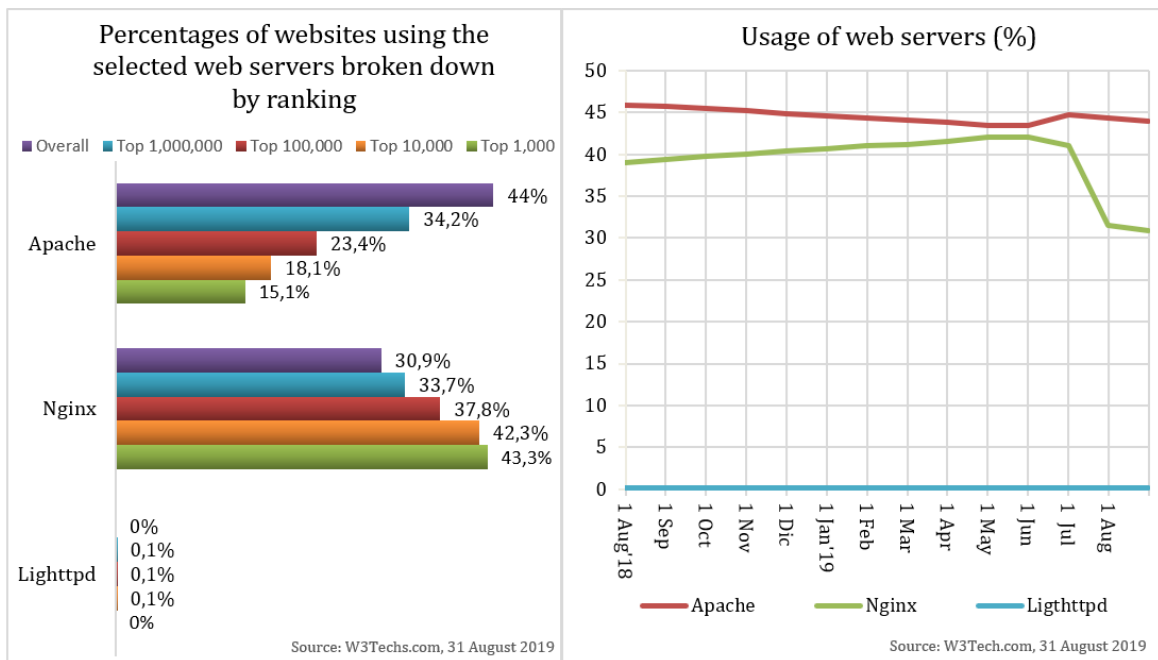 Percentages of websites using the
selected web servers broken down
by ranking
Overall Top 1,000,000 Top 100,000 Top 10,000 Top 1,000
Apache
44%
34,2%
23,4%
18,1%
15,1%
Nginx
30,9%
33,7%
37,8%
42,3%
43,3%
Lighttpd
0%
0,1%
0,1%
0,1%
0%
Source: W3Techs.com, 31 August 2019
Usage of web servers (%)
50
45
40
35
30
25
20
15
10
5
0
1 Aug'18
1 Sep
1 Oct
1 Nov
1 Dic
1 Jan'19
1 Feb
1 Mar
1 Apr
1 May
1 Jun
1 Jul
1 Aug
Apache Nginx Ligthttpd
Source: W3Tech.com, 31 August 2019